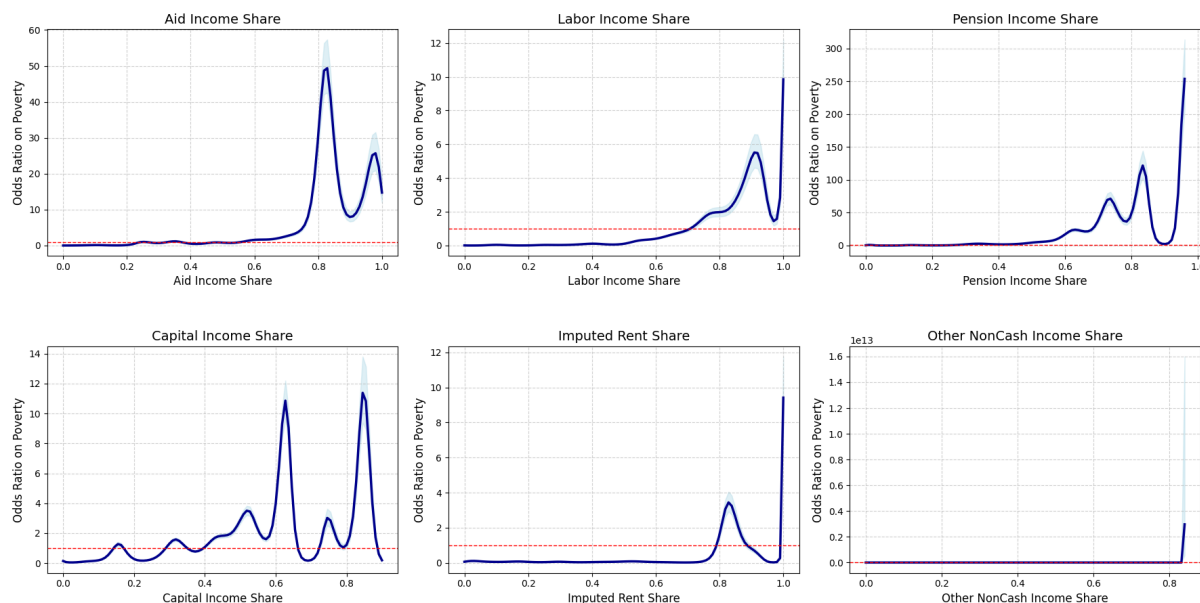 Aid Income Share
Odds Ratio on Poverty
60
50
40
30
20
10
0
0.0 0.2 0.4 0.6 0.8 1.0
Aid Income Share
Labor Income Share
Odds Ratio on Poverty
12
10
8
6
4
2
0
0.0 0.2 0.4 0.6 0.8 1.0
Labor Income Share
Pension Income Share
Odds Ratio on Poverty
300
250
200
150
100
50
0
0.0 0.2 0.4 0.6 0.8 1.0
Pension Income Share
Capital Income Share
Odds Ratio on Poverty
14
12
10
8
6
4
2
0
0.0 0.2 0.4 0.6 0.8
Capital Income Share
Imputed Rent Share
Odds Ratio on Poverty
12
10
8
6
4
2
0
0.0 0.2 0.4 0.6 0.8 1.0
Imputed Rent Share
Other NonCash Income Share
1e13
Odds Ratio on Poverty
1.6
1.4
1.2
1.0
0.8
0.6
0.4
0.2
0.0
0.0 0.2 0.4 0.6 0.8
Other NonCash Income Share